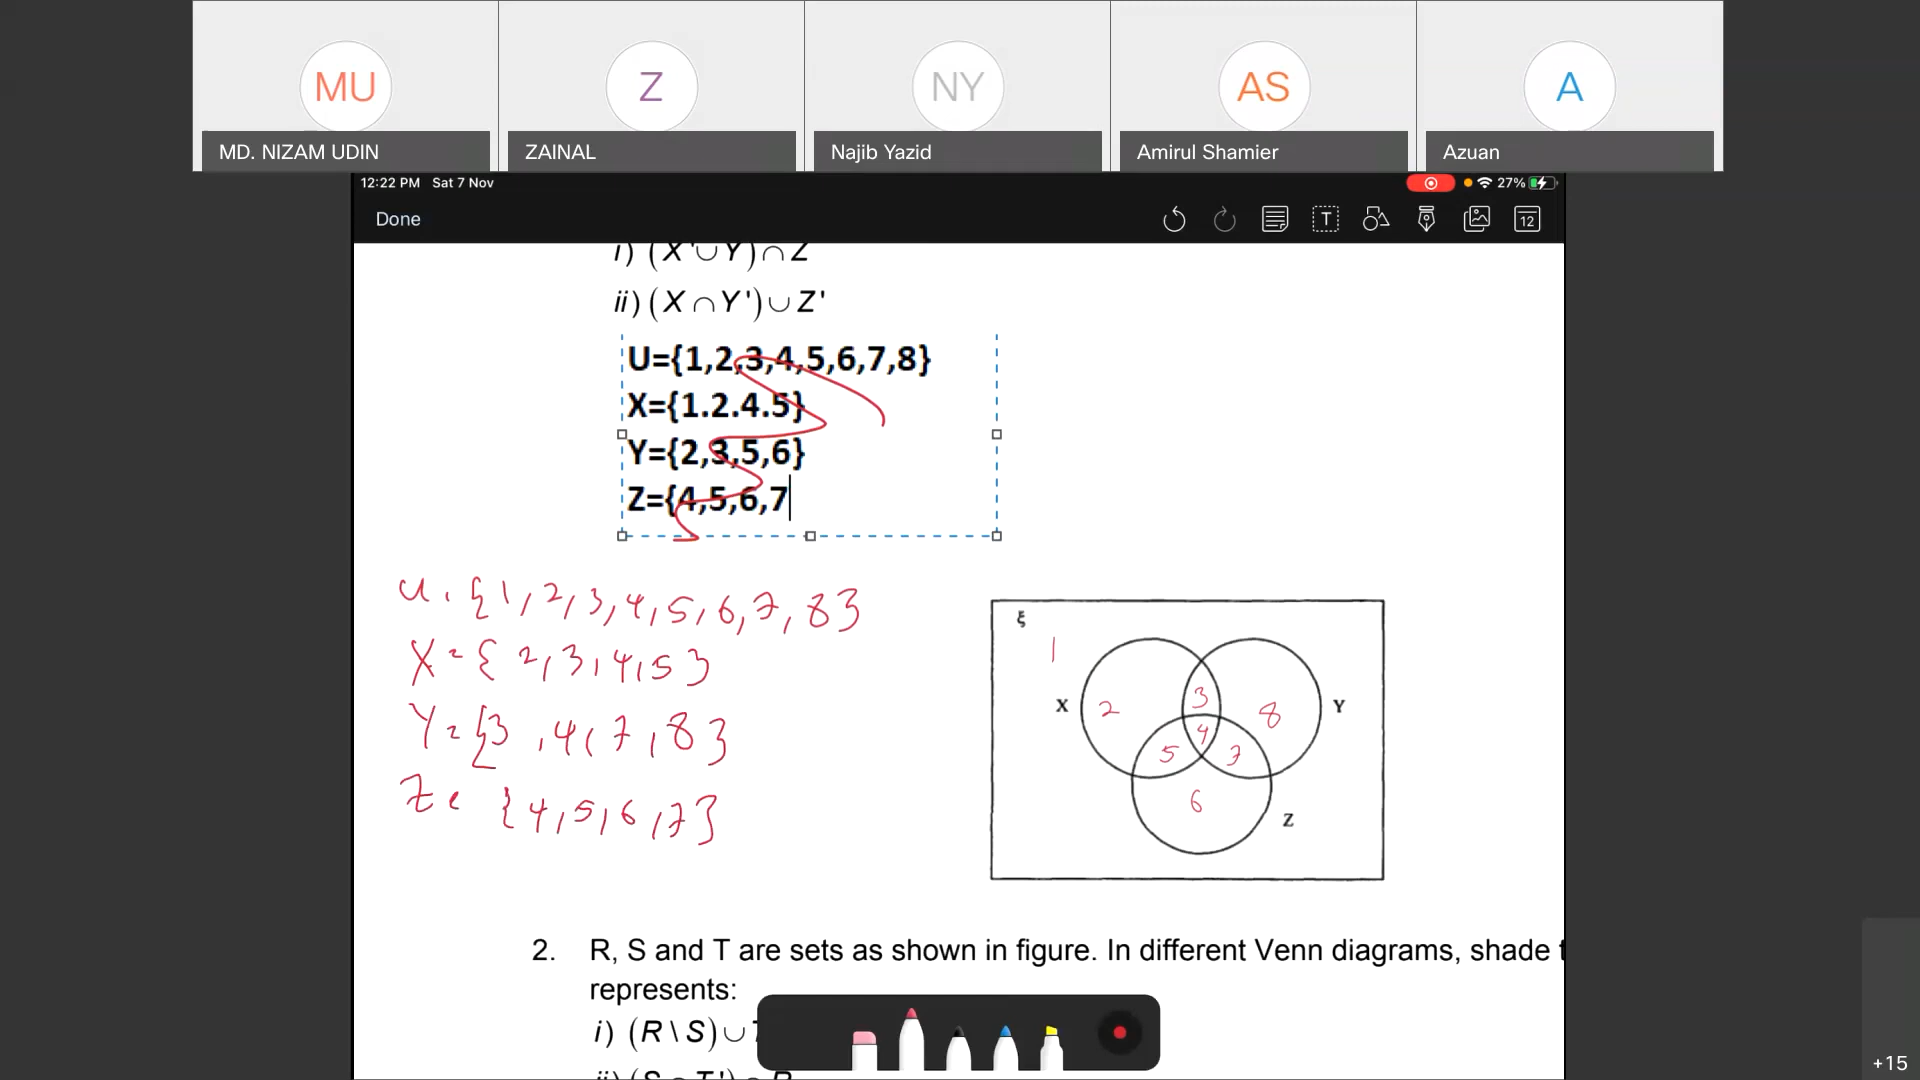 MU Z NY AS A
MD. NIZAM UDIN ZAINAL Najib Yazid Amirul Shamier Azuan
12:22 PM Sat 7 Nov 27%
Done T 12
i) (X'∪Y)∩Z
ii) (X∩Y')∪Z'
U={1,2,3,4,5,6,7,8}
X={1.2.4.5}
Y={2,3,5,6}
Z={4,5,6,7
U. {1, 2, 3, 4, 5, 6, 7, 8}
X = { 2, 3, 4, 5 }
Y = {3 , 4, 7, 8}
Z = {4, 5, 6, 7}
ξ
1
X 2 3 8 Y
4
5 7
6
Z
2. R, S and T are sets as shown in figure. In different Venn diagrams, shade
represents:
i) (R \ S)∪
+15